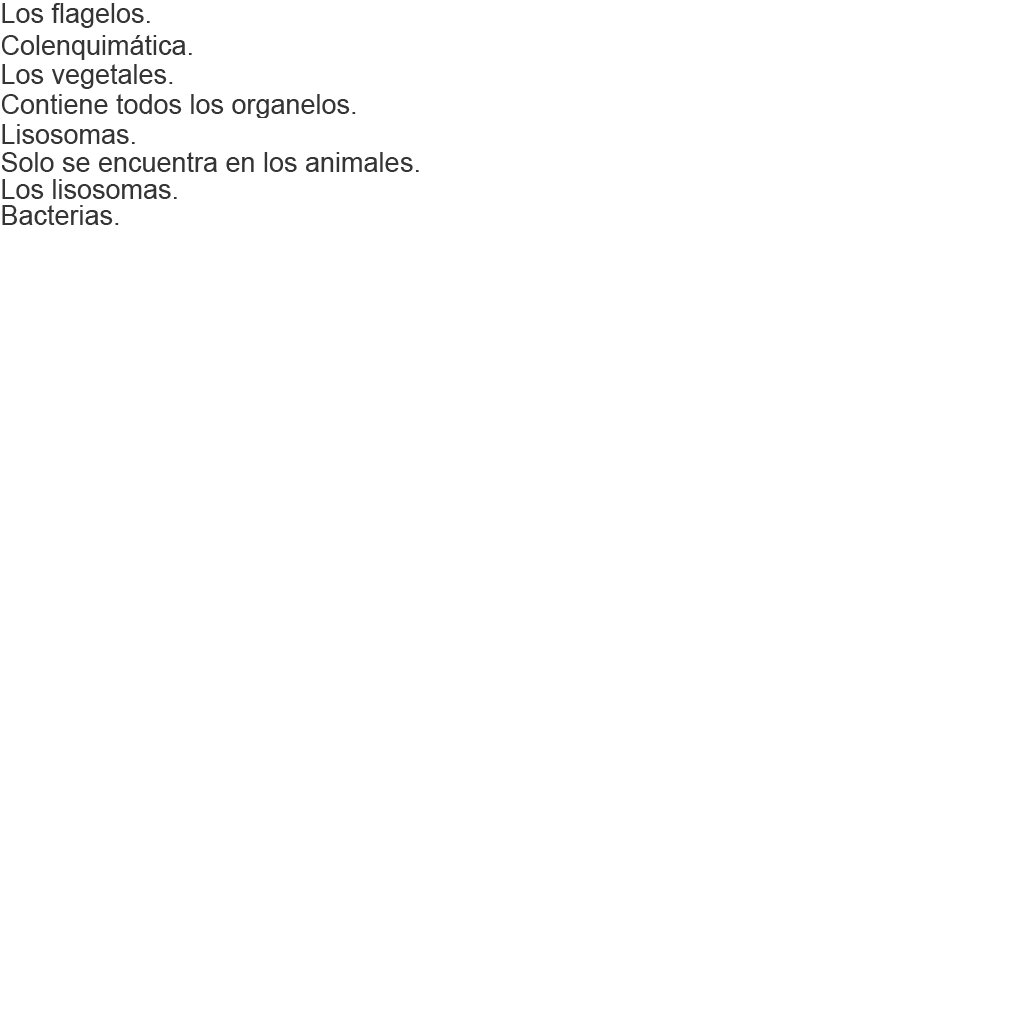 Los flagelos.
Colenquimática.
Los vegetales.
Contiene todos los organelos.
Lisosomas.
Solo se encuentra en los animales.
Los lisosomas.
Bacterias.